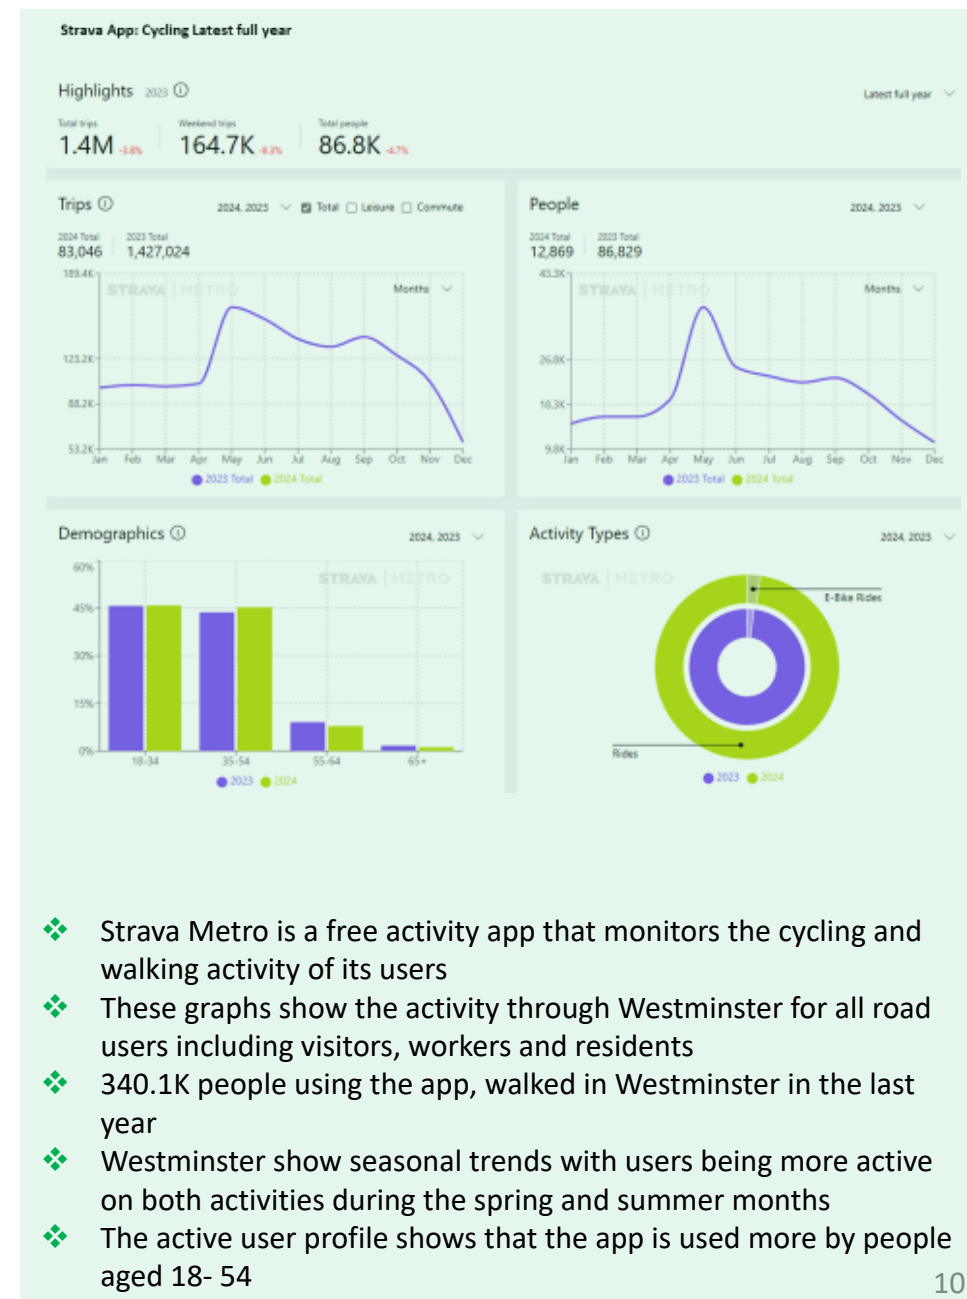 Strava App: Cycling Latest full year
Highlights 2023
Latest full year
Total trips
1.4M -3.8%
Weekend trips
164.7K -6.3%
Total people
86.8K -4.7%
Trips
2024, 2023
Total Leisure Commute
2024 Total
83,046
2023 Total
1,427,024
STRAVA | METRO
Months
189.4K
123.2K
88.2K
53.2K
Jan Feb Mar Apr May Jun Jul Aug Sep Oct Nov Dec
2023 Total 2024 Total
People
2024, 2023
2024 Total
12,869
2023 Total
86,829
STRAVA | METRO
Months
43.3K
26.8K
18.3K
9.8K
Jan Feb Mar Apr May Jun Jul Aug Sep Oct Nov Dec
2023 Total 2024 Total
Demographics
2024, 2023
STRAVA | METRO
60%
45%
30%
15%
0%
18-34 35-54 55-64 65+
2023 2024
Activity Types
2024, 2023
STRAVA | METRO
E-Bike Rides
Rides
2023 2024
Strava Metro is a free activity app that monitors the cycling and
walking activity of its users
These graphs show the activity through Westminster for all road
users including visitors, workers and residents
340.1K people using the app, walked in Westminster in the last
year
Westminster show seasonal trends with users being more active
on both activities during the spring and summer months
The active user profile shows that the app is used more by people
aged 18- 54
10